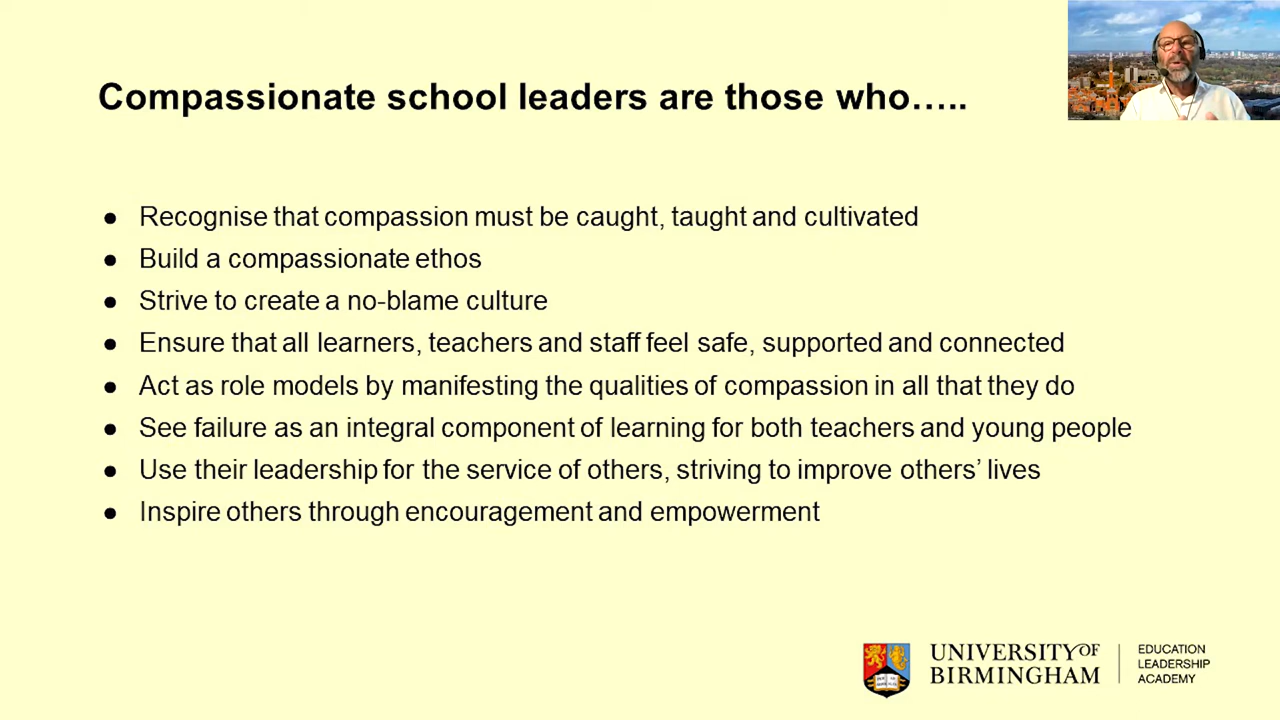 Compassionate school leaders are those who…..
● Recognise that compassion must be caught, taught and cultivated
● Build a compassionate ethos
● Strive to create a no-blame culture
● Ensure that all learners, teachers and staff feel safe, supported and connected
● Act as role models by manifesting the qualities of compassion in all that they do
● See failure as an integral component of learning for both teachers and young people
● Use their leadership for the service of others, striving to improve others’ lives
● Inspire others through encouragement and empowerment
UNIVERSITY OF
BIRMINGHAM
EDUCATION
LEADERSHIP
ACADEMY